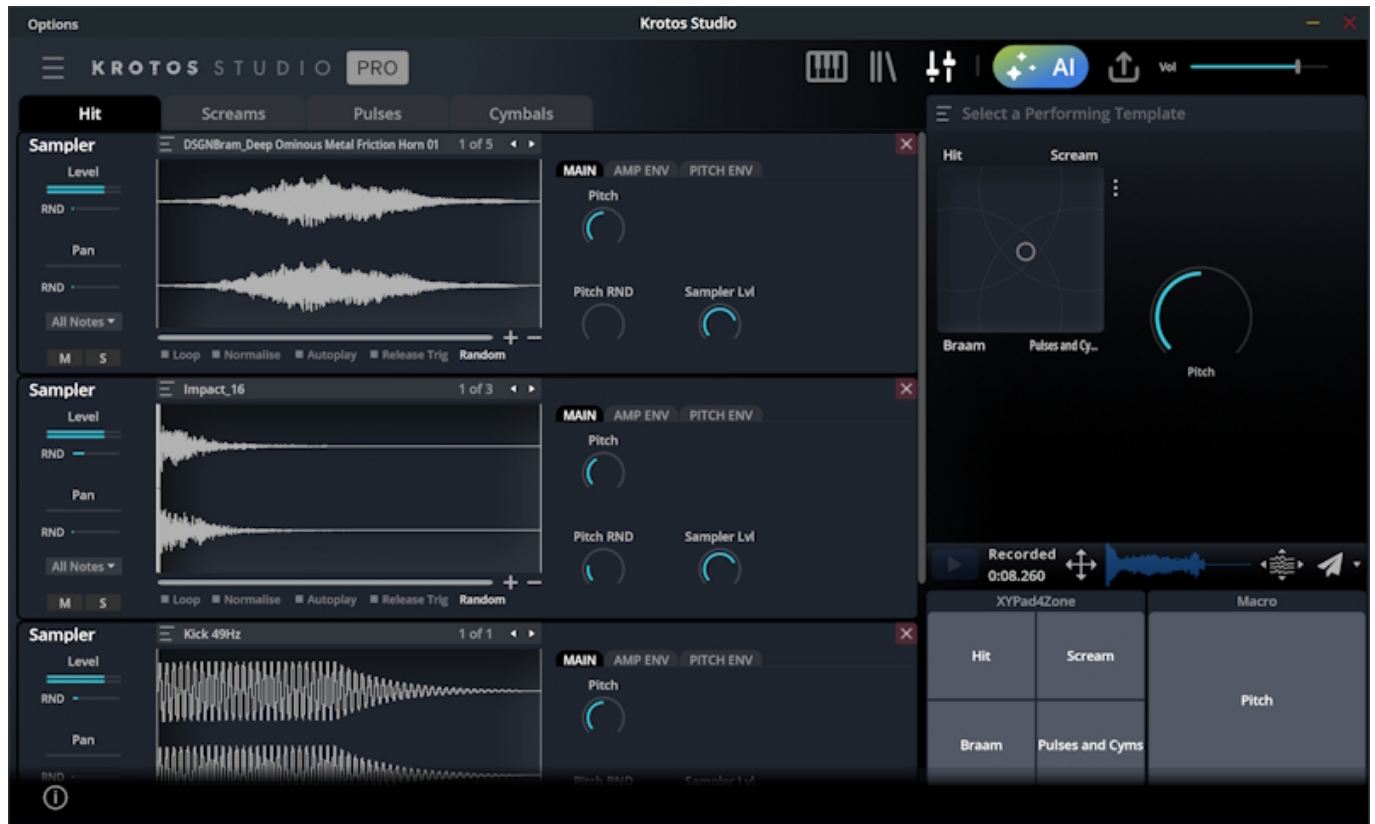 Options
Krotos Studio
KROTOS STUDIO PRO
AI
Vol
Hit Screams Pulses Cymbals
Select a Performing Template
Sampler
DSGNBram_Deep Ominous Metal Friction Horn 01 1 of 5
Level
RND
Pan
RND
All Notes
M S
Loop Normalise Autoplay Release Trig Random
MAIN AMP ENV PITCH ENV
Pitch
Pitch RND Sampler Lvl
Hit Scream
Braam Pulses and Cy...
Pitch
Sampler
Impact_16 1 of 3
Level
RND
Pan
RND
All Notes
M S
Loop Normalise Autoplay Release Trig Random
MAIN AMP ENV PITCH ENV
Pitch
Pitch RND Sampler Lvl
Recorded
0:08.260
Sampler
Kick 49Hz 1 of 1
Level
RND
Pan
RND
MAIN AMP ENV PITCH ENV
Pitch
Pitch RND Sampler Lvl
XYPad4Zone Macro
Hit Scream
Pitch
Braam Pulses and Cyms